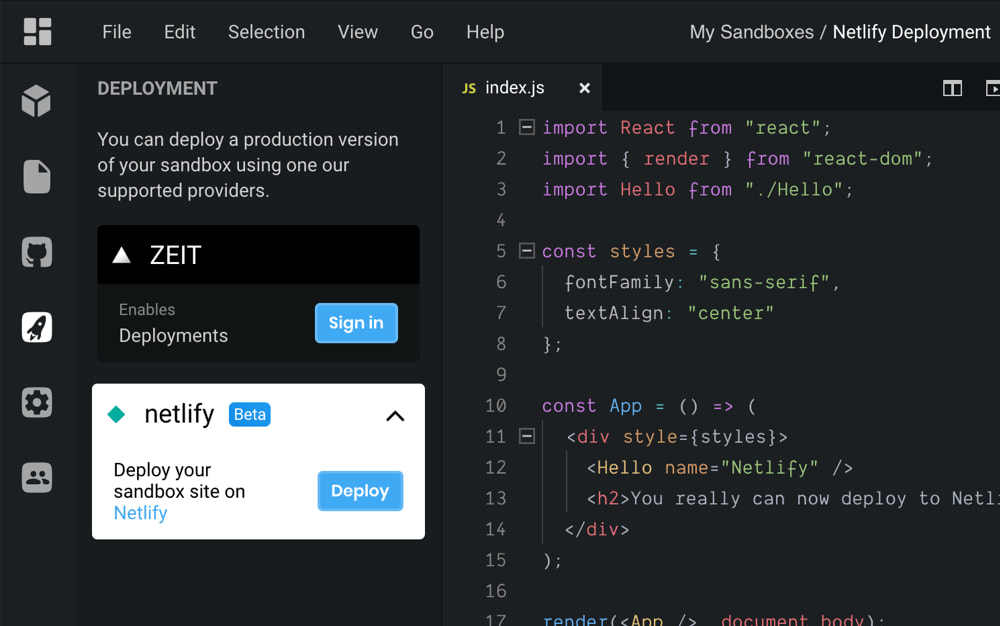 File Edit Selection View Go Help My Sandboxes / Netlify Deployment
DEPLOYMENT
You can deploy a production version
of your sandbox using one our
supported providers.
ZEIT
Enables
Deployments
Sign in
netlify Beta
Deploy your
sandbox site on
Netlify
Deploy
JS index.js ×
1 import React from "react";
2 import { render } from "react-dom";
3 import Hello from "./Hello";
4
5 const styles = {
6 fontFamily: "sans-serif",
7 textAlign: "center"
8 };
9
10 const App = () => (
11 <div style={styles}>
12 <Hello name="Netlify" />
13 <h2>You really can now deploy to Netli
14 </div>
15 );
16
17 render(<App />, document.body);